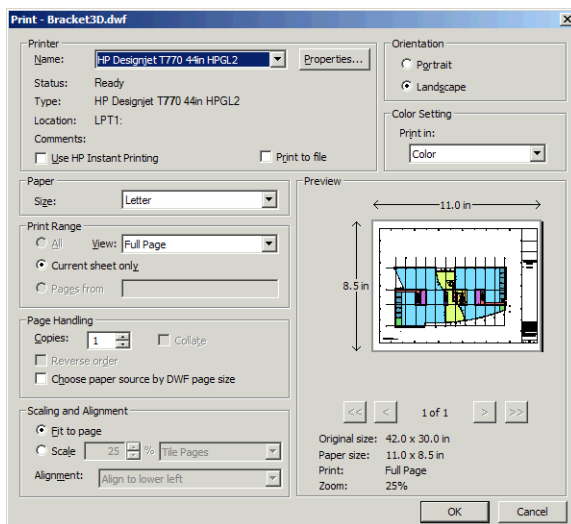 Print - Bracket3D.dwf
Printer
Name: HP Designjet T770 44in HPGL2 Properties...
Status: Ready
Type: HP Designjet T770 44in HPGL2
Location: LPT1:
Comments:
Use HP Instant Printing Print to file
Orientation
Portrait
Landscape
Color Setting
Print in:
Color
Paper
Size: Letter
Print Range
All View: Full Page
Current sheet only
Pages from
Page Handling
Copies: 1 Collate
Reverse order
Choose paper source by DWF page size
Scaling and Alignment
Fit to page
Scale 25 % Tile Pages
Alignment: Align to lower left
Preview
11.0 in
8.5 in
<< < 1 of 1 > >>
Original size: 42.0 x 30.0 in
Paper size: 11.0 x 8.5 in
Print: Full Page
Zoom: 25%
OK Cancel